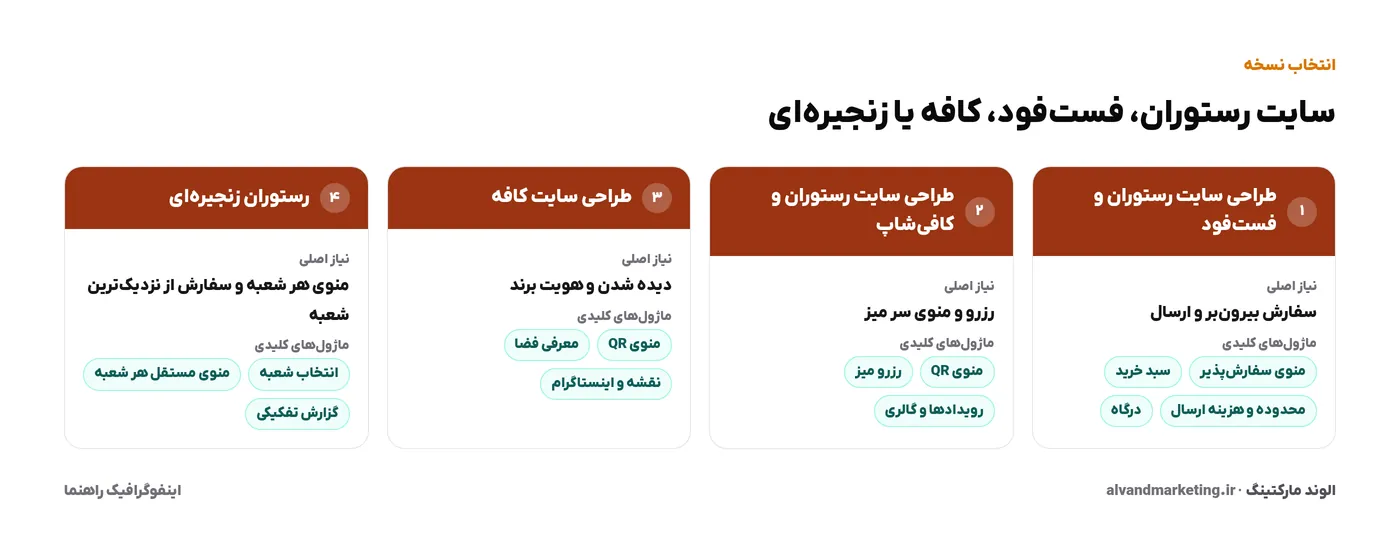 انتخاب نسخه
سایت رستوران، فست‌فود، کافه یا زنجیره‌ای
۱
طراحی سایت رستوران و
فست‌فود
نیاز اصلی
سفارش بیرون‌بر و ارسال
ماژول‌های کلیدی
منوی سفارش‌پذیر
سبد خرید
محدوده و هزینه ارسال
درگاه
۲
طراحی سایت رستوران و
کافی‌شاپ
نیاز اصلی
رزرو و منوی سر میز
ماژول‌های کلیدی
منوی QR
رزرو میز
رویدادها و گالری
۳
طراحی سایت کافه
نیاز اصلی
دیده شدن و هویت برند
ماژول‌های کلیدی
منوی QR
معرفی فضا
نقشه و اینستاگرام
۴
رستوران زنجیره‌ای
نیاز اصلی
منوی هر شعبه و سفارش از نزدیک‌ترین
شعبه
ماژول‌های کلیدی
انتخاب شعبه
منوی مستقل هر شعبه
گزارش تفکیکی
الوند مارکتینگ · alvandmarketing.ir
اینفوگرافیک راهنما